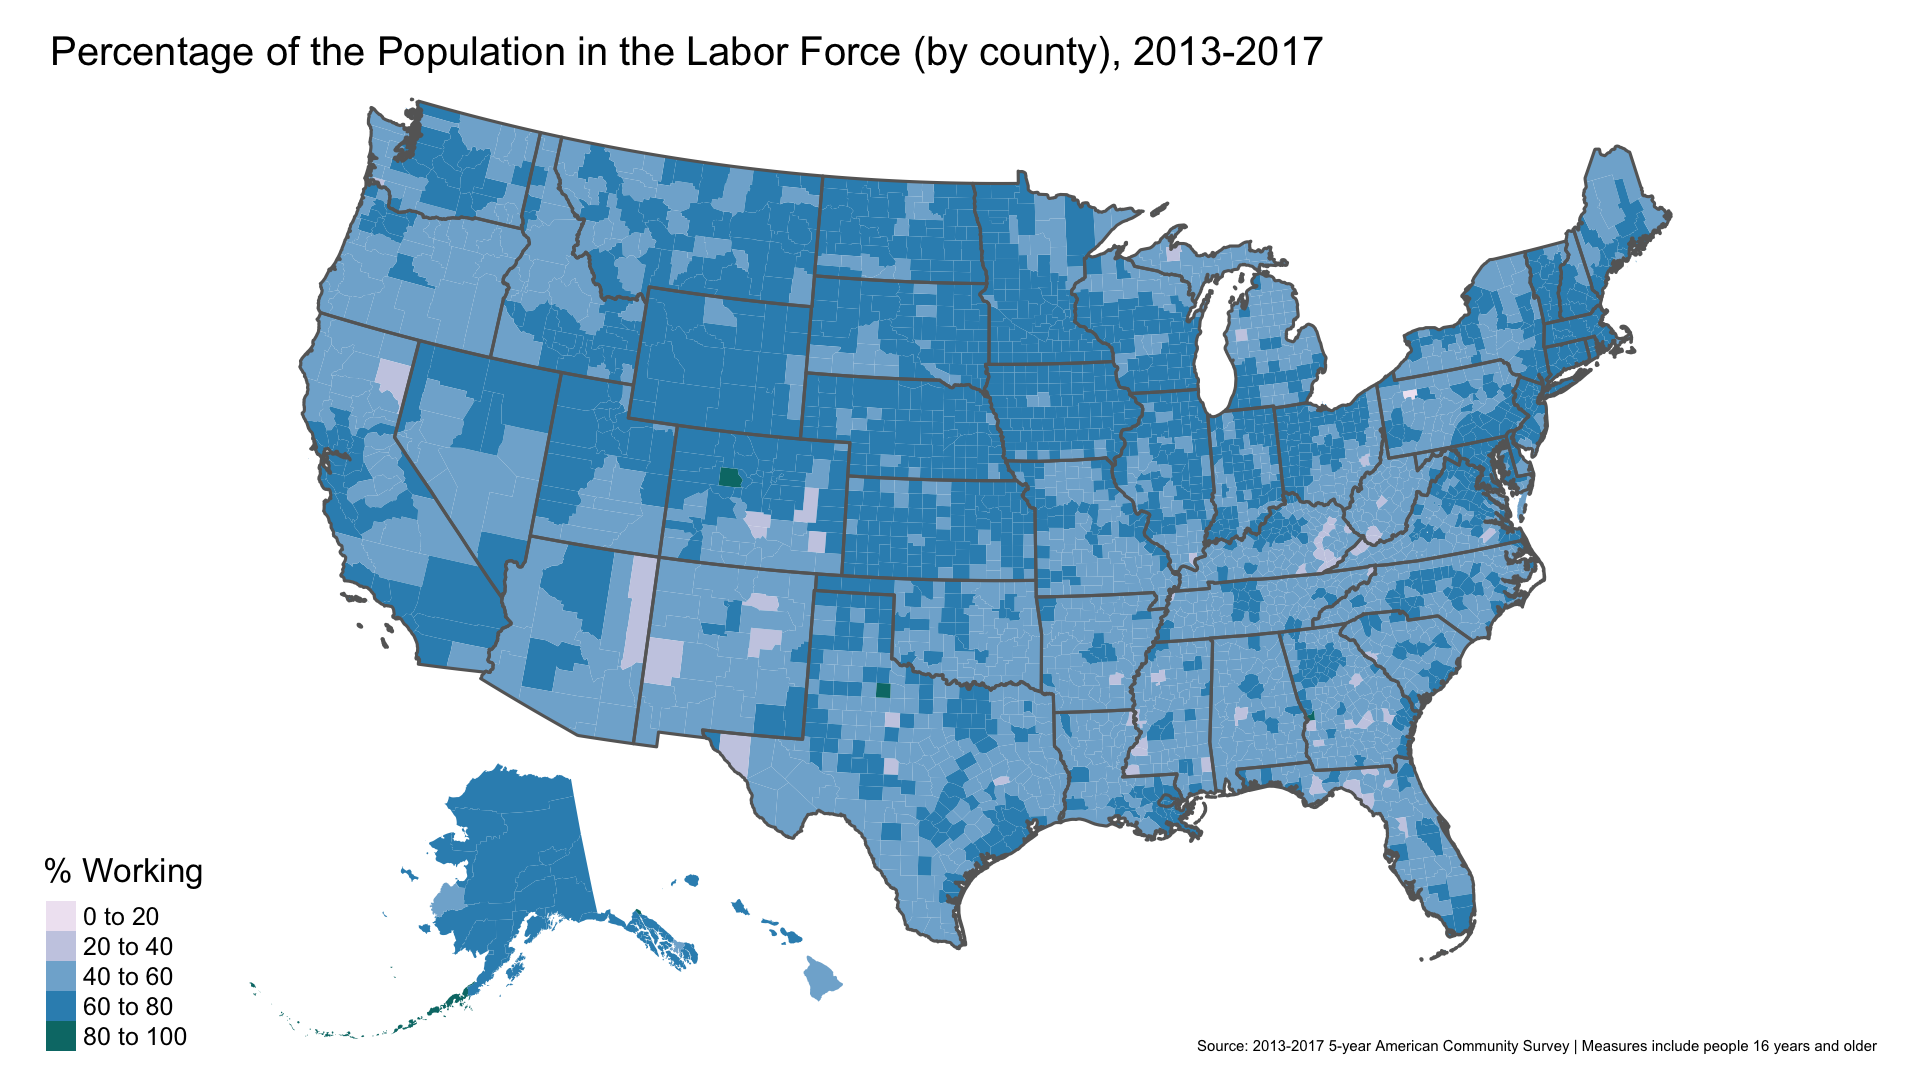 Percentage of the Population in the Labor Force (by county), 2013-2017
% Working
0 to 20
20 to 40
40 to 60
60 to 80
80 to 100
Source: 2013-2017 5-year American Community Survey | Measures include people 16 years and older